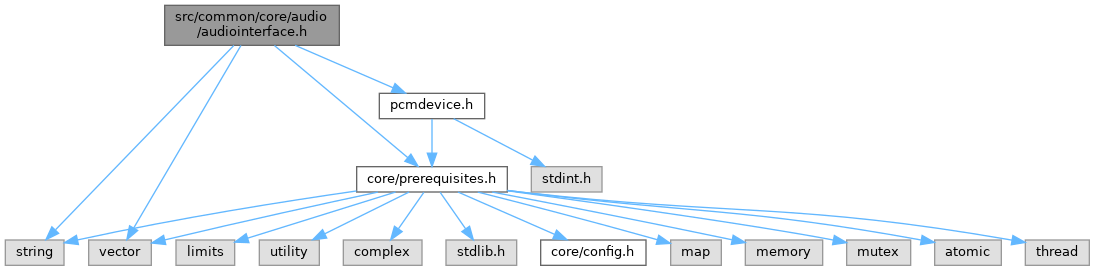 src/common/core/audio
/audiointerface.h
pcmdevice.h
core/prerequisites.h
stdint.h
string
vector
limits
utility
complex
stdlib.h
core/config.h
map
memory
mutex
atomic
thread